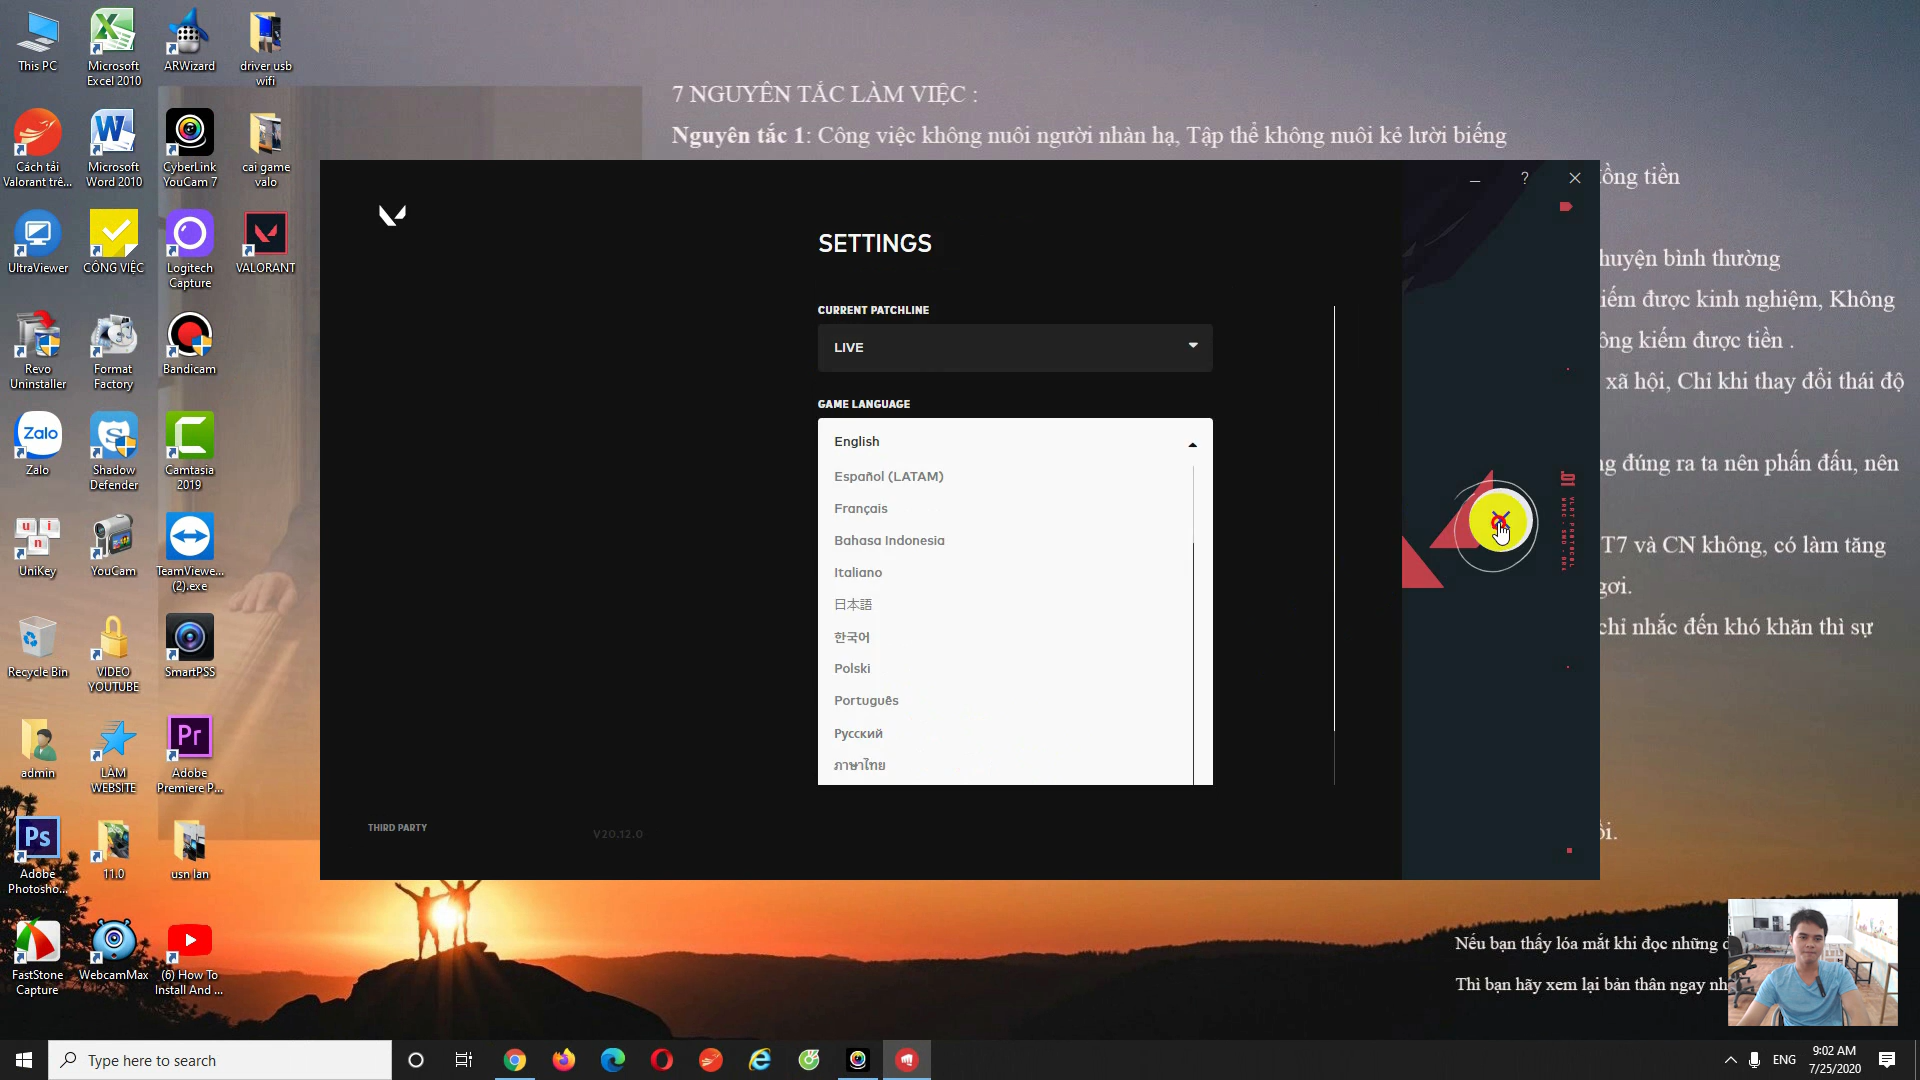 This PC
Microsoft
Excel 2010
ARWizard
driver usb
wifi
Cách tải
Valorant trê...
Microsoft
Word 2010
CyberLink
YouCam 7
cai game
valo
UltraViewer
CÔNG VIỆC
Logitech
Capture
VALORANT
Revo
Uninstaller
Format
Factory
Bandicam
Zalo
Zalo
Shadow
Defender
Camtasia
2019
UniKey
YouCam
TeamViewe...
(2).exe
Recycle Bin
VIDEO
YOUTUBE
SmartPSS
admin
LÀM
WEBSITE
Pr
Adobe
Premiere P...
Ps
Adobe
Photosho...
11.0
usn lan
FastStone
Capture
WebcamMax
(6) How To
Install And ...
7 NGUYÊN TẮC LÀM VIỆC :
Nguyên tắc 1: Công việc không nuôi người nhàn hạ, Tập thể không nuôi kẻ lười biếng
đồng tiền
huyện bình thường
iếm được kinh nghiệm, Không
ông kiếm được tiền .
xã hội, Chỉ khi thay đổi thái độ
ng đúng ra ta nên phấn đấu, nên
T7 và CN không, có làm tăng
gơi.
chỉ nhắc đến khó khăn thì sự
ồi.
Nếu bạn thấy lóa mắt khi đọc những
Thì bạn hãy xem lại bản thân ngay nh
?
SETTINGS
CURRENT PATCHLINE
LIVE
GAME LANGUAGE
English
Español (LATAM)
Français
Bahasa Indonesia
Italiano
日本語
한국어
Polski
Português
Русский
ภาษาไทย
THIRD PARTY
V20.12.0
Type here to search
ENG
9:02 AM
7/25/2020